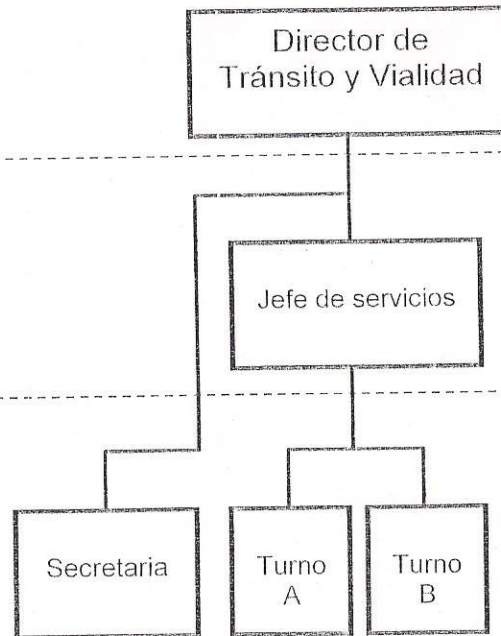 Director de
Tránsito y Vialidad
Jefe de servicios
Secretaria
Turno
A
Turno
B